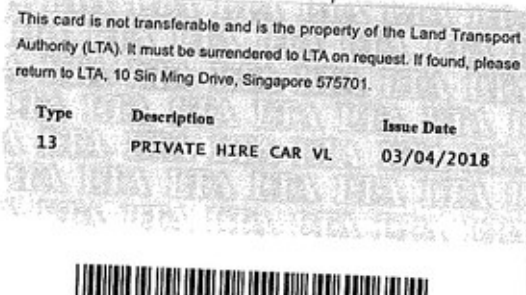 This card is not transferable and is the property of the Land Transport
Authority (LTA). It must be surrendered to LTA on request. If found, please
return to LTA, 10 Sin Ming Drive, Singapore 575701.
Type Description Issue Date
13 PRIVATE HIRE CAR VL 03/04/2018